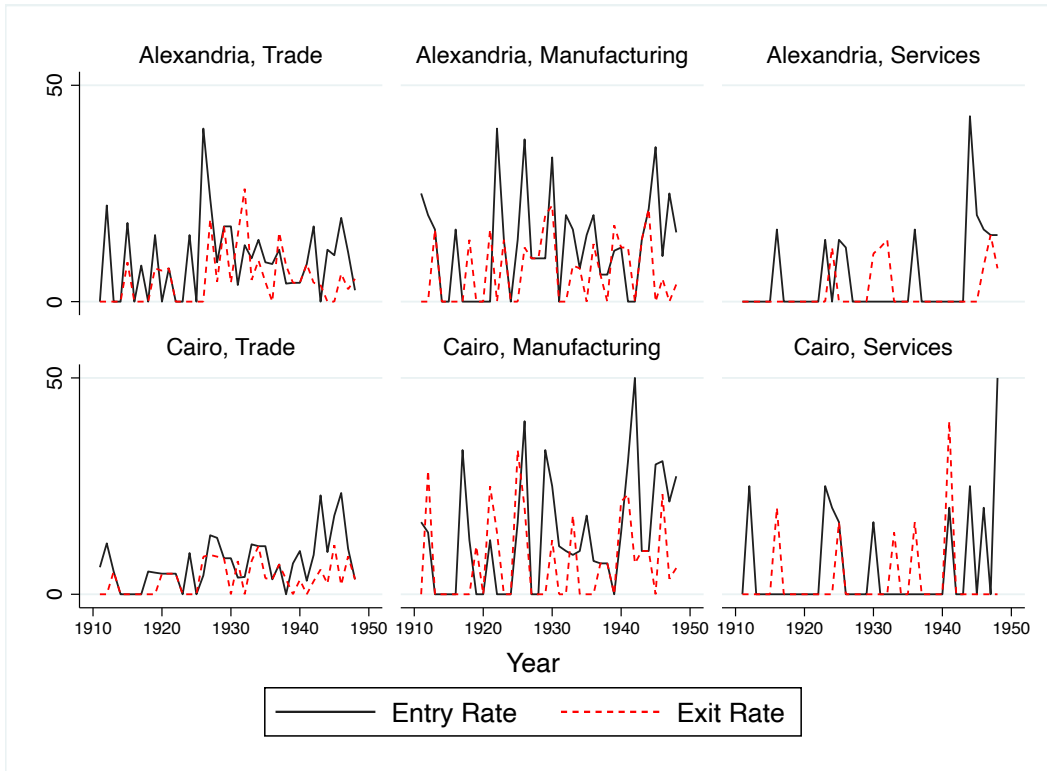 Alexandria, Trade Alexandria, Manufacturing Alexandria, Services
50
0
Cairo, Trade Cairo, Manufacturing Cairo, Services
50
0
1910 1920 1930 1940 1950 1910 1920 1930 1940 1950 1910 1920 1930 1940 1950
Year
Entry Rate Exit Rate